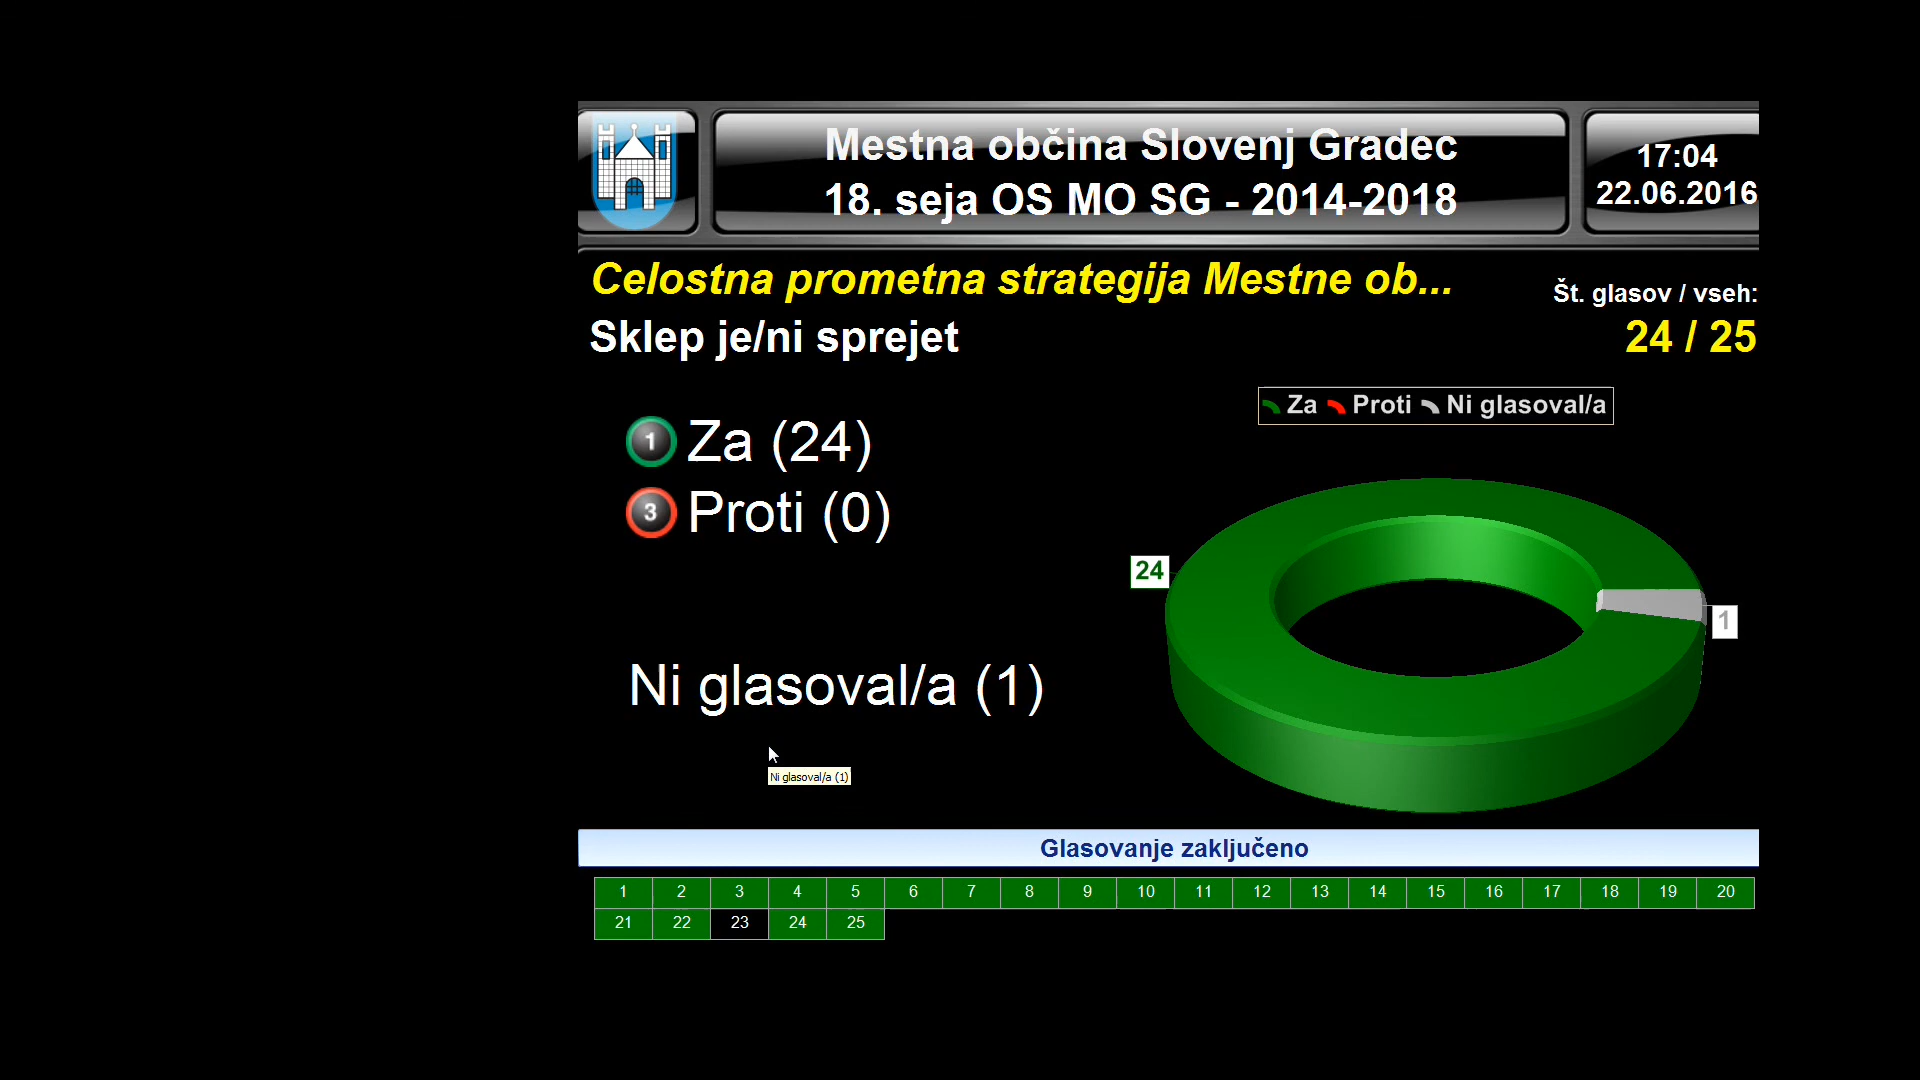 Mestna občina Slovenj Gradec
18. seja OS MO SG - 2014-2018
17:04
22.06.2016
Celostna prometna strategija Mestne ob...
Št. glasov / vseh:
Sklep je/ni sprejet
24 / 25
Za Proti Ni glasoval/a
1 Za (24)
3 Proti (0)
24
1
Ni glasoval/a (1)
Ni glasoval/a (1)
Glasovanje zaključeno
1 2 3 4 5 6 7 8 9 10 11 12 13 14 15 16 17 18 19 20
21 22 23 24 25